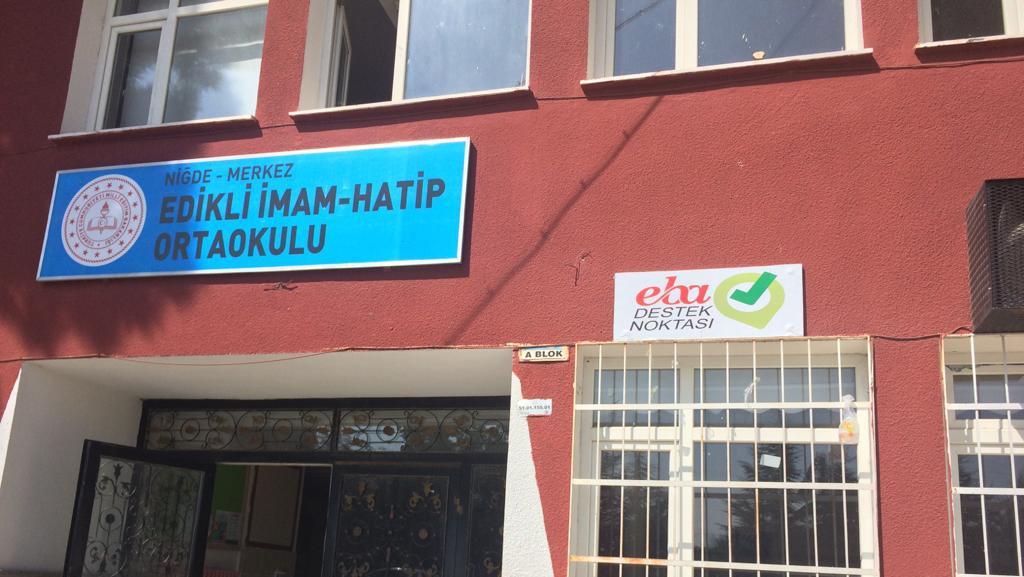 NİĞDE - MERKEZ
EDİKLİ İMAM-HATİP
ORTAOKULU
eba
DESTEK
NOKTASI
A BLOK